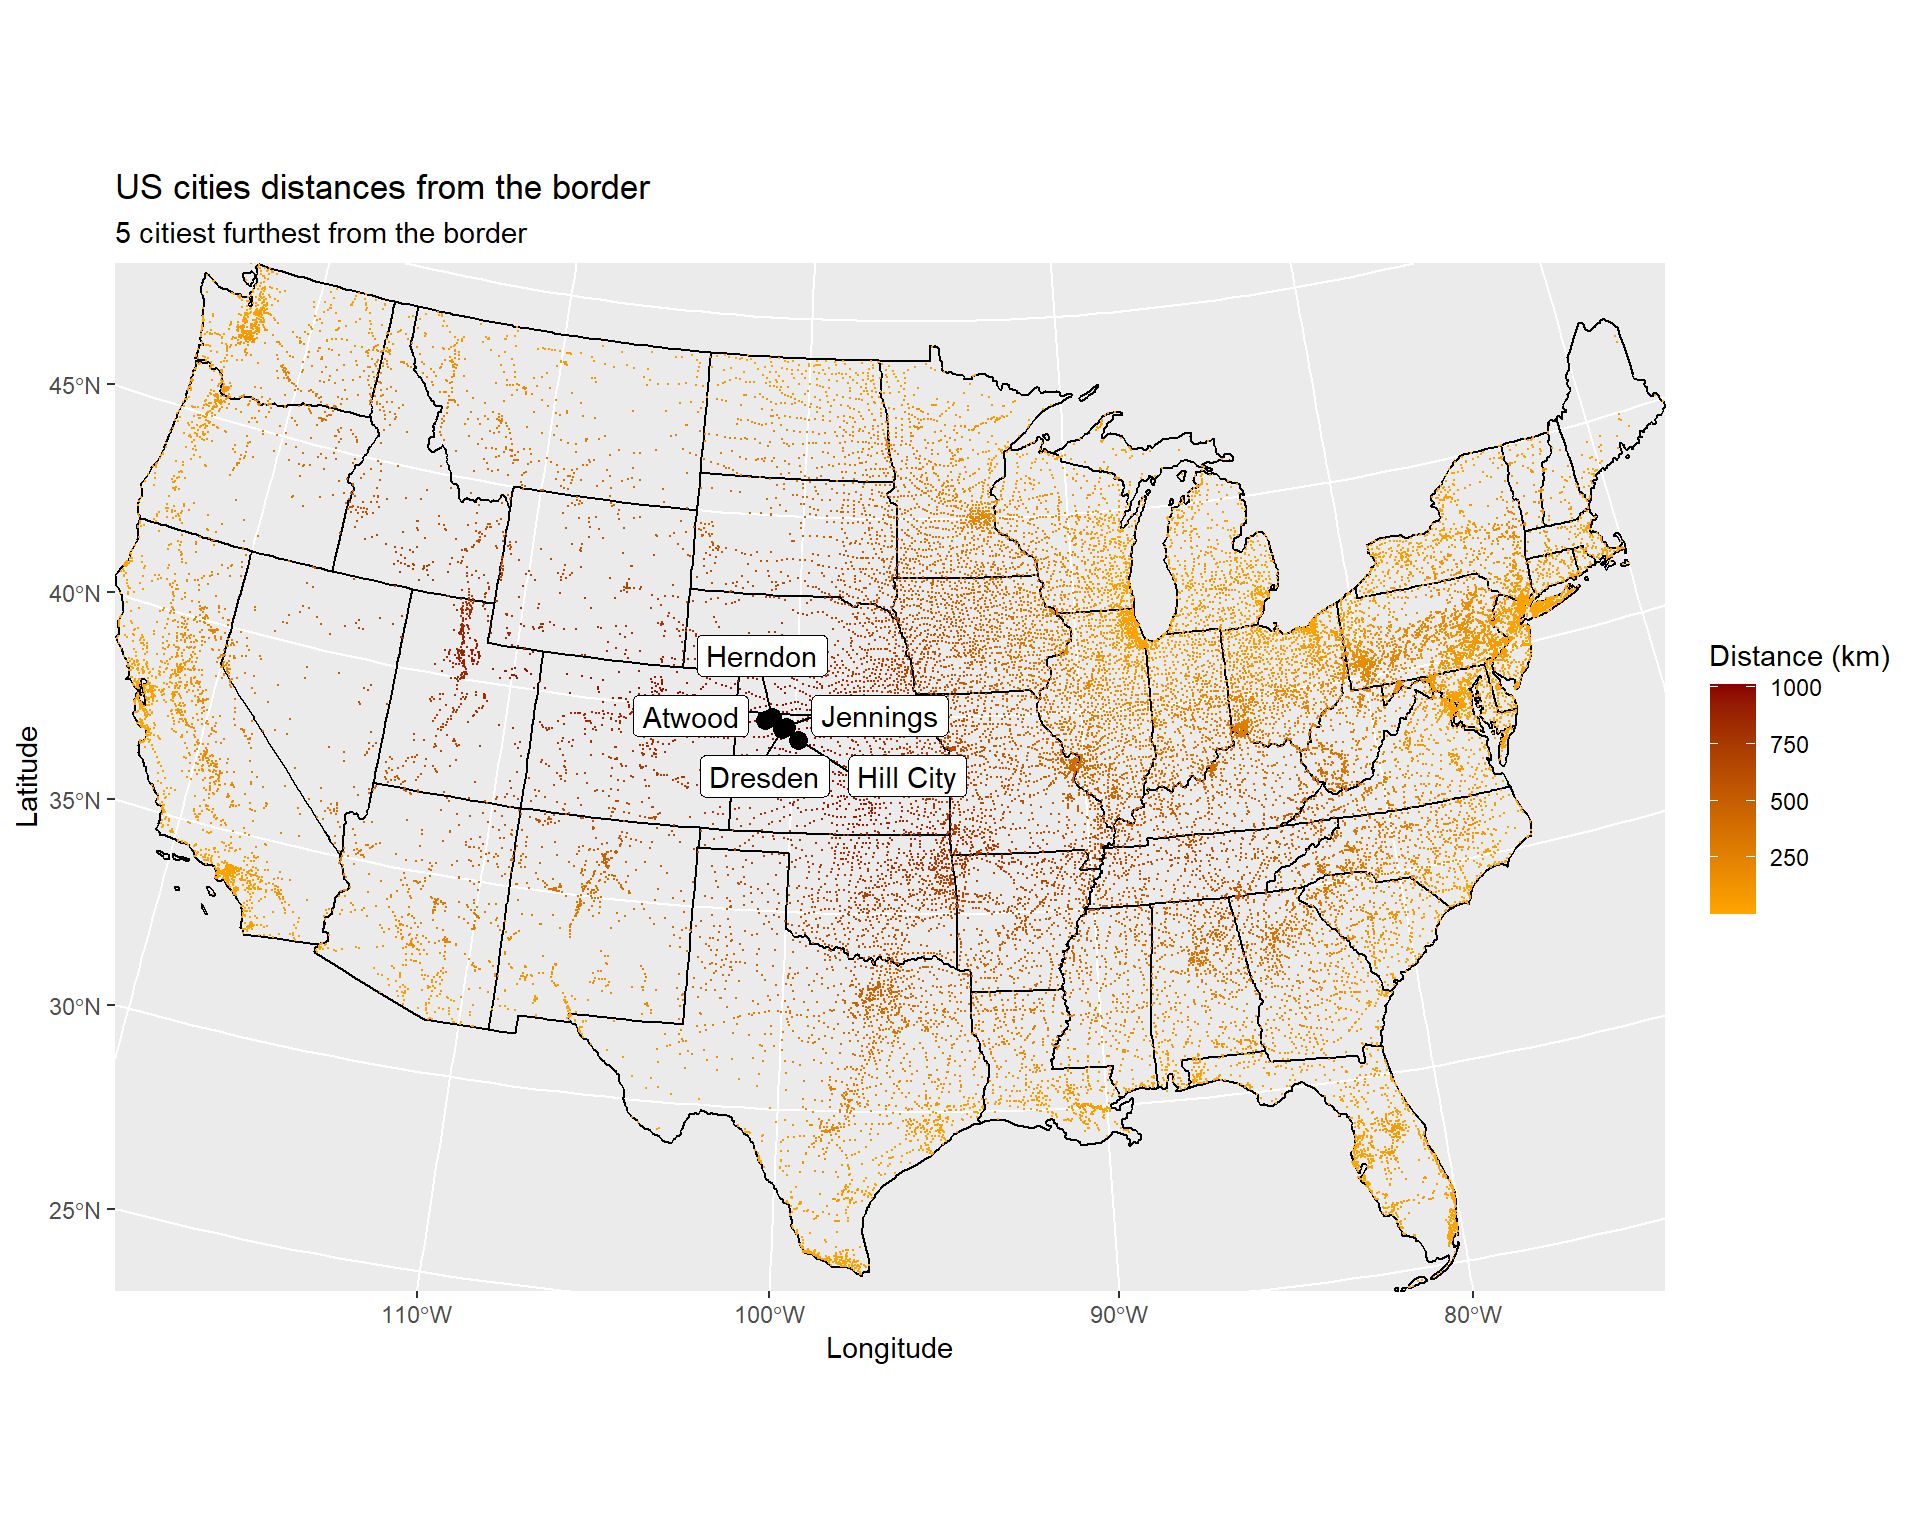 US cities distances from the border
5 citiest furthest from the border
45°N
40°N
35°N
30°N
25°N
Latitude
Herndon
Atwood
Jennings
Dresden
Hill City
110°W
100°W
90°W
80°W
Longitude
Distance (km)
1000
750
500
250